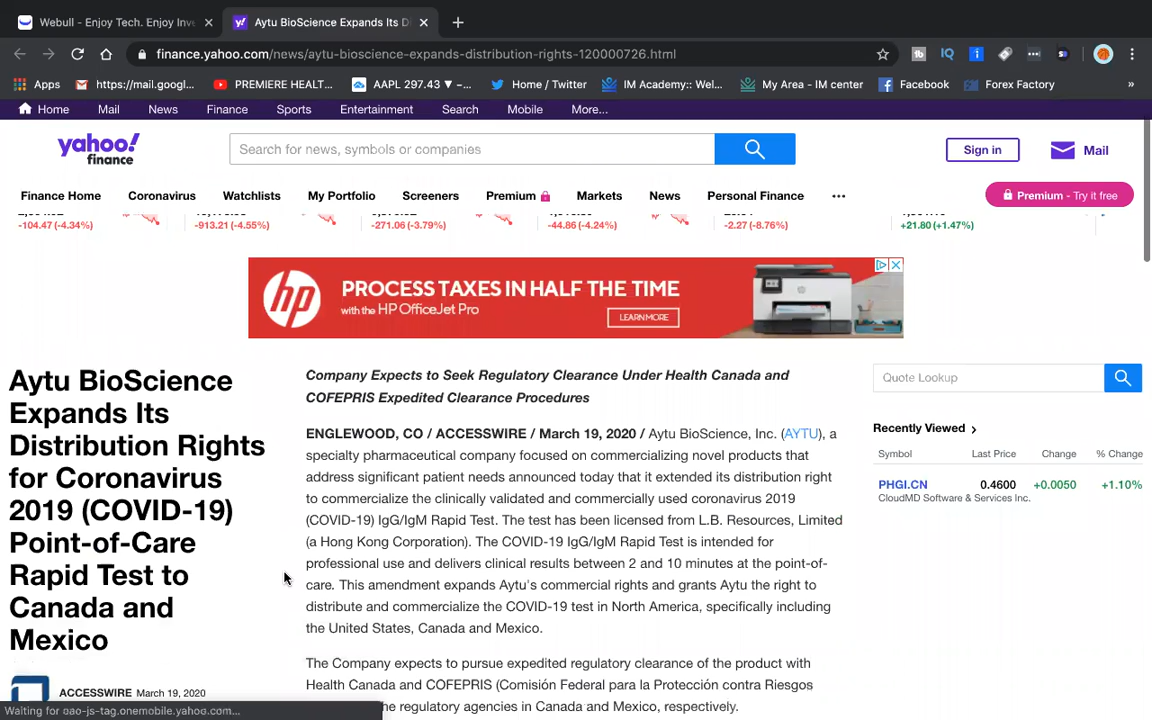 Webull - Enjoy Tech. Enjoy Inv
Aytu BioScience Expands Its Di
finance.yahoo.com/news/aytu-bioscience-expands-distribution-rights-120000726.html
Apps
https://mail.googl...
PREMIERE HEALT...
AAPL 297.43 ▼ –...
Home / Twitter
IM Academy:: Wel...
My Area - IM center
Facebook
Forex Factory
»
Home Mail News Finance Sports Entertainment Search Mobile More...
yahoo!
finance
Search for news, symbols or companies
Sign in
Mail
Finance Home Coronavirus Watchlists My Portfolio Screeners Premium Markets News Personal Finance ...
Premium - Try it free
-104.47 (-4.34%) -913.21 (-4.55%) -271.06 (-3.79%) -44.86 (-4.24%) -2.27 (-8.76%) +21.80 (+1.47%)
hp
PROCESS TAXES IN HALF THE TIME
with the HP OfficeJet Pro
LEARN MORE
Aytu BioScience
Expands Its
Distribution Rights
for Coronavirus
2019 (COVID-19)
Point-of-Care
Rapid Test to
Canada and
Mexico
ACCESSWIRE March 19, 2020
Company Expects to Seek Regulatory Clearance Under Health Canada and
COFEPRIS Expedited Clearance Procedures
ENGLEWOOD, CO / ACCESSWIRE / March 19, 2020 / Aytu BioScience, Inc. (AYTU), a
specialty pharmaceutical company focused on commercializing novel products that
address significant patient needs announced today that it extended its distribution right
to commercialize the clinically validated and commercially used coronavirus 2019
(COVID-19) IgG/IgM Rapid Test. The test has been licensed from L.B. Resources, Limited
(a Hong Kong Corporation). The COVID-19 IgG/IgM Rapid Test is intended for
professional use and delivers clinical results between 2 and 10 minutes at the point-of-
care. This amendment expands Aytu's commercial rights and grants Aytu the right to
distribute and commercialize the COVID-19 test in North America, specifically including
the United States, Canada and Mexico.
The Company expects to pursue expedited regulatory clearance of the product with
Health Canada and COFEPRIS (Comisión Federal para la Protección contra Riesgos
he regulatory agencies in Canada and Mexico, respectively.
Quote Lookup
Recently Viewed
Symbol Last Price Change % Change
PHGI.CN 0.4600 +0.0050 +1.10%
CloudMD Software & Services Inc.
Waiting for oao-js-tag.onemobile.yahoo.com...